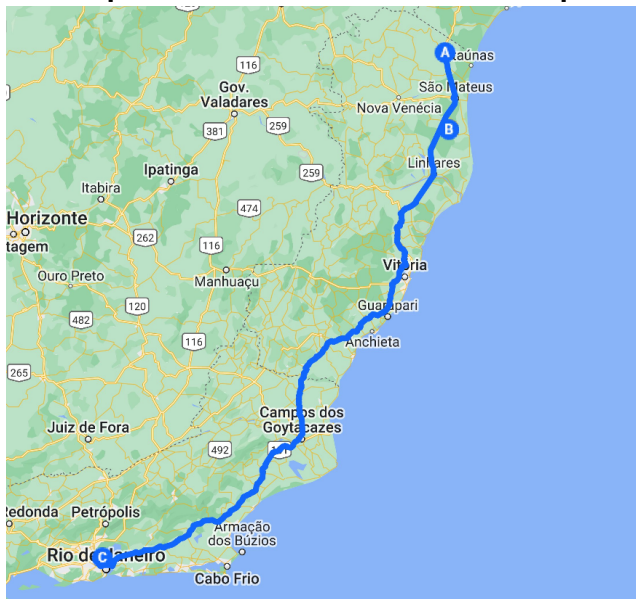 A
aúnas
116
São Mateus
Gov.
Valadares
Nova Venécia
381
259
B
Linhares
Ipatinga
259
Itabira
474
Horizonte
tagem
262
116
Vitória
Ouro Preto
Manhuaçu
120
482
Guarapari
116
Anchieta
265
Campos dos
Goytacazes
Juiz de Fora
492
101
Redonda
Petrópolis
Armação
dos Búzios
Rio de Janeiro
C
Cabo Frio